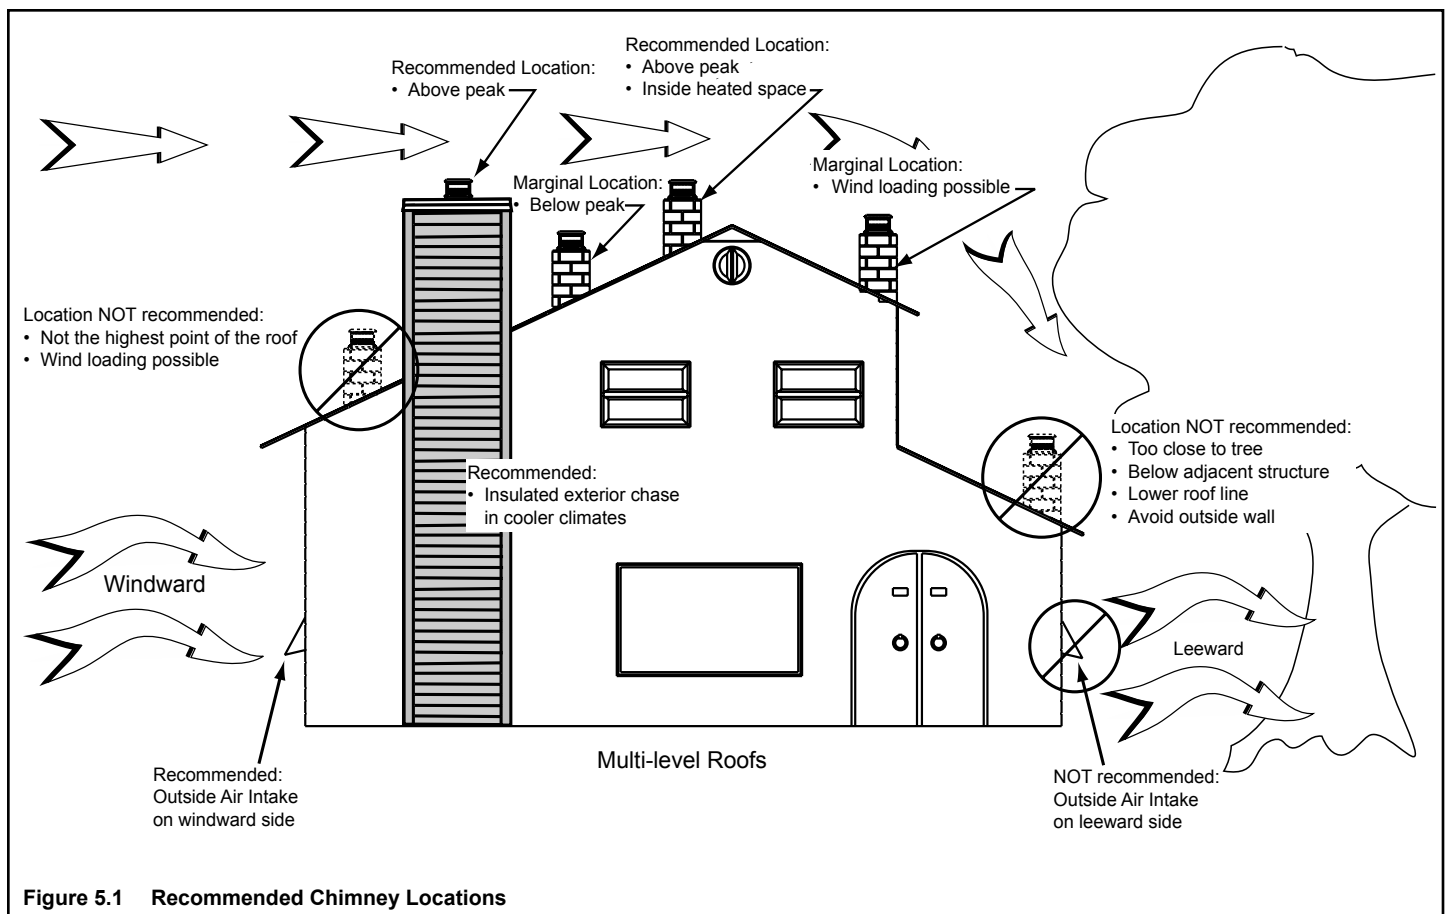 Recommended Location:
• Above peak
• Inside heated space
Recommended Location:
• Above peak
Marginal Location:
• Wind loading possible
Marginal Location:
• Below peak
Location NOT recommended:
• Not the highest point of the roof
• Wind loading possible
Location NOT recommended:
• Too close to tree
• Below adjacent structure
• Lower roof line
• Avoid outside wall
Recommended:
• Insulated exterior chase
in cooler climates
Windward
Leeward
Multi-level Roofs
Recommended:
Outside Air Intake
on windward side
NOT recommended:
Outside Air Intake
on leeward side
Figure 5.1 Recommended Chimney Locations